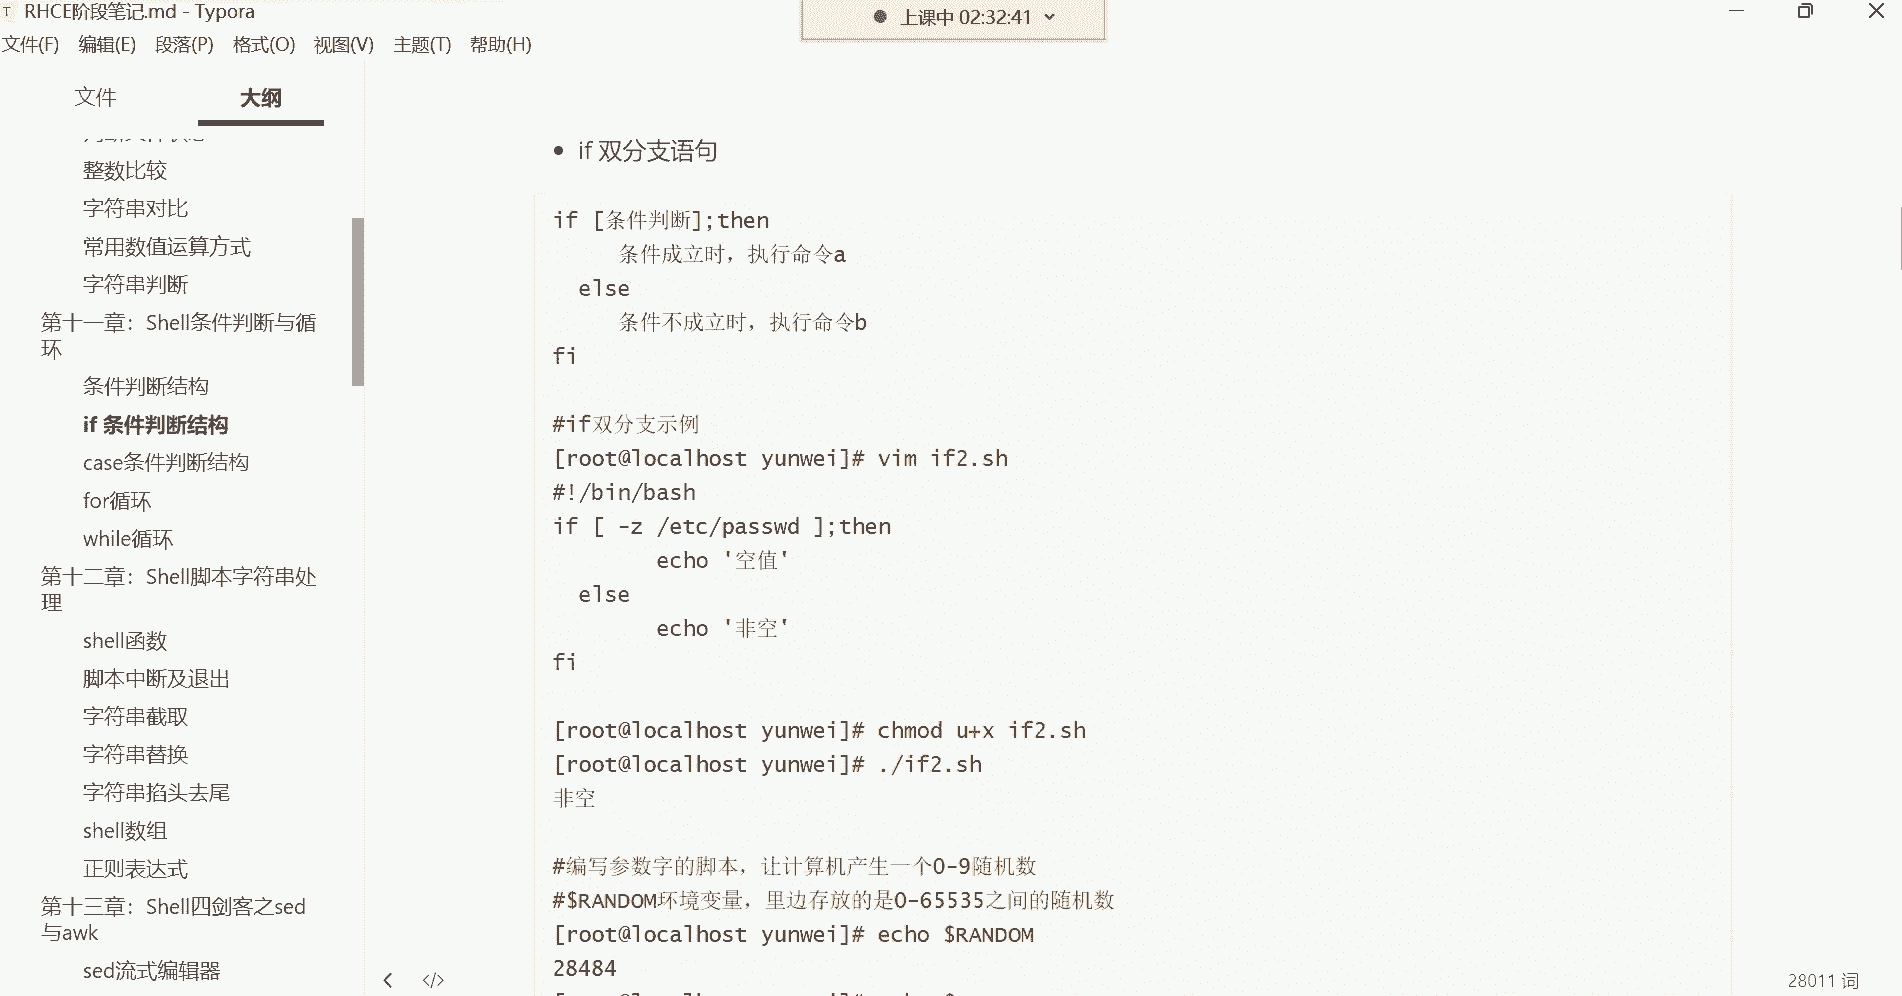 RHCE阶段笔记.md - Typora
上课中 02:32:41
文件(F) 编辑(E) 段落(P) 格式(O) 视图(V) 主题(T) 帮助(H)
文件 大纲
整数比较
字符串对比
常用数值运算方式
字符串判断
第十一章：Shell条件判断与循
环
条件判断结构
if 条件判断结构
case条件判断结构
for循环
while循环
第十二章：Shell脚本字符串处
理
shell函数
脚本中断及退出
字符串截取
字符串替换
字符串掐头去尾
shell数组
正则表达式
第十三章：Shell四剑客之sed
与awk
sed流式编辑器
if 双分支语句
if [条件判断];then
条件成立时，执行命令a
else
条件不成立时，执行命令b
fi
#if双分支示例
[root@localhost yunwei]# vim if2.sh
#!/bin/bash
if [ -z /etc/passwd ];then
echo '空值'
else
echo '非空'
fi
[root@localhost yunwei]# chmod u+x if2.sh
[root@localhost yunwei]# ./if2.sh
非空
#编写参数字的脚本，让计算机产生一个0-9随机数
#$RANDOM环境变量，里边存放的是0-65535之间的随机数
[root@localhost yunwei]# echo $RANDOM
28484
28011 词